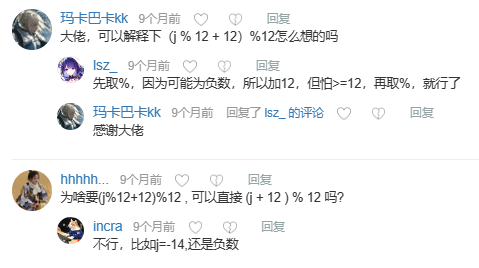 玛卡巴卡kk 9个月前 回复
大佬，可以解释下（j % 12 + 12）%12怎么想的吗
lsz_ 9个月前 回复
先取%，因为可能为负数，所以加12，但怕>=12，再取%，就行了
玛卡巴卡kk 9个月前 回复了 lsz_ 的评论 回复
感谢大佬
hhhhh... 9个月前 回复
为啥要(j%12+12)%12 , 可以直接 (j + 12 ) % 12 吗?
incra 9个月前 回复
不行，比如j=-14,还是负数